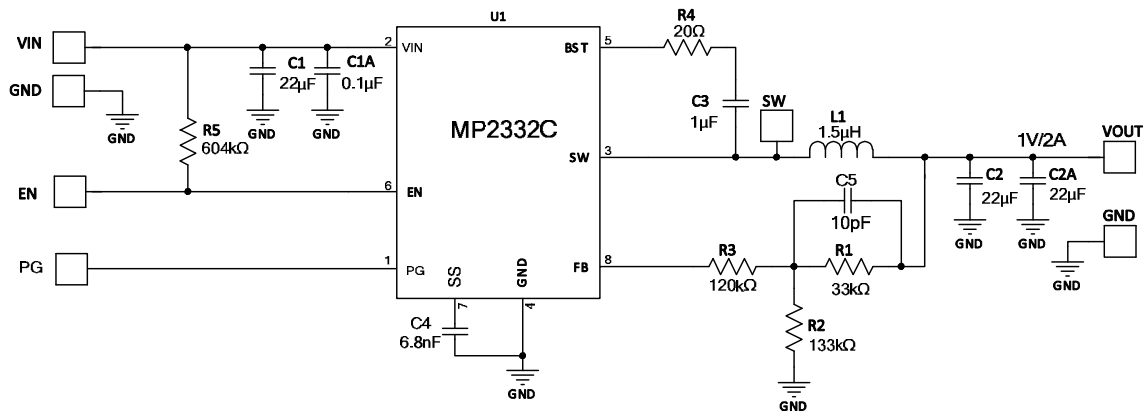 U1
VIN
GND
GND
EN
PG
R5
604kΩ
C1
22µF
GND
C1A
0.1µF
GND
2
VIN
6
EN
1
PG
MP2332C
BST
5
SW
3
FB
8
SS
7
GND
4
C4
6.8nF
GND
R4
20Ω
C3
1µF
SW
L1
1.5µH
C5
10pF
R3
120kΩ
R1
33kΩ
R2
133kΩ
GND
1V/2A
C2
22µF
GND
C2A
22µF
GND
VOUT
GND
GND